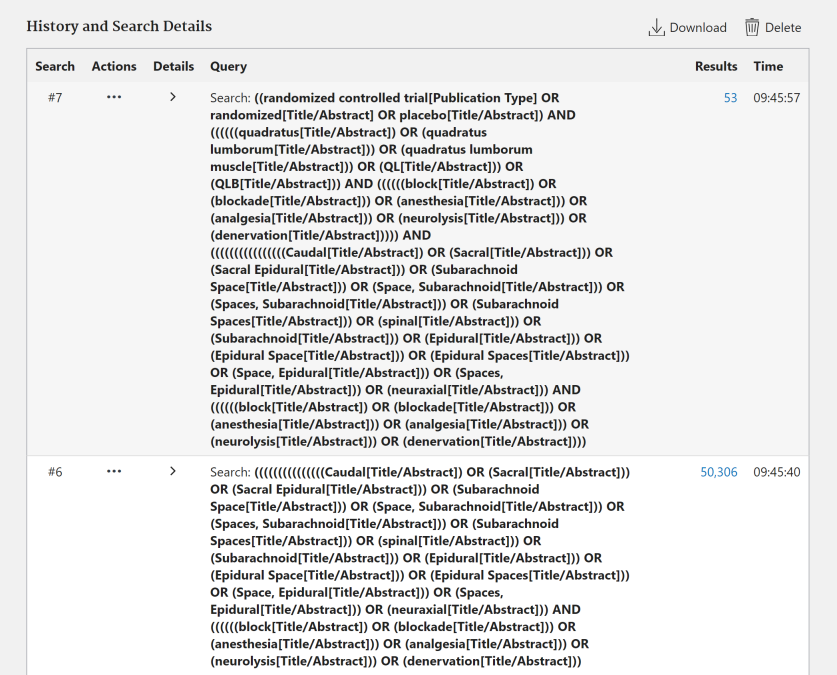 History and Search Details
Download Delete
Search Actions Details Query Results Time
#7 ••• > Search: ((randomized controlled trial[Publication Type] OR 53 09:45:57
randomized[Title/Abstract] OR placebo[Title/Abstract]) AND
((((((quadratus[Title/Abstract]) OR (quadratus
lumborum[Title/Abstract])) OR (quadratus lumborum
muscle[Title/Abstract])) OR (QL[Title/Abstract])) OR
(QLB[Title/Abstract])) AND ((((((block[Title/Abstract]) OR
(blockade[Title/Abstract])) OR (anesthesia[Title/Abstract])) OR
(analgesia[Title/Abstract])) OR (neurolysis[Title/Abstract])) OR
(denervation[Title/Abstract])))) AND
((((((((((((((((Caudal[Title/Abstract]) OR (Sacral[Title/Abstract])) OR
(Sacral Epidural[Title/Abstract])) OR (Subarachnoid
Space[Title/Abstract])) OR (Space, Subarachnoid[Title/Abstract])) OR
(Spaces, Subarachnoid[Title/Abstract])) OR (Subarachnoid
Spaces[Title/Abstract])) OR (spinal[Title/Abstract])) OR
(Subarachnoid[Title/Abstract])) OR (Epidural[Title/Abstract])) OR
(Epidural Space[Title/Abstract])) OR (Epidural Spaces[Title/Abstract]))
OR (Space, Epidural[Title/Abstract])) OR (Spaces,
Epidural[Title/Abstract])) OR (neuraxial[Title/Abstract])) AND
((((((block[Title/Abstract]) OR (blockade[Title/Abstract])) OR
(anesthesia[Title/Abstract])) OR (analgesia[Title/Abstract])) OR
(neurolysis[Title/Abstract])) OR (denervation[Title/Abstract])))
#6 ••• > Search: (((((((((((((((Caudal[Title/Abstract]) OR (Sacral[Title/Abstract])) 50,306 09:45:40
OR (Sacral Epidural[Title/Abstract])) OR (Subarachnoid
Space[Title/Abstract])) OR (Space, Subarachnoid[Title/Abstract])) OR
(Spaces, Subarachnoid[Title/Abstract])) OR (Subarachnoid
Spaces[Title/Abstract])) OR (spinal[Title/Abstract])) OR
(Subarachnoid[Title/Abstract])) OR (Epidural[Title/Abstract])) OR
(Epidural Space[Title/Abstract])) OR (Epidural Spaces[Title/Abstract]))
OR (Space, Epidural[Title/Abstract])) OR (Spaces,
Epidural[Title/Abstract])) OR (neuraxial[Title/Abstract])) AND
((((((block[Title/Abstract]) OR (blockade[Title/Abstract])) OR
(anesthesia[Title/Abstract])) OR (analgesia[Title/Abstract])) OR
(neurolysis[Title/Abstract])) OR (denervation[Title/Abstract]))